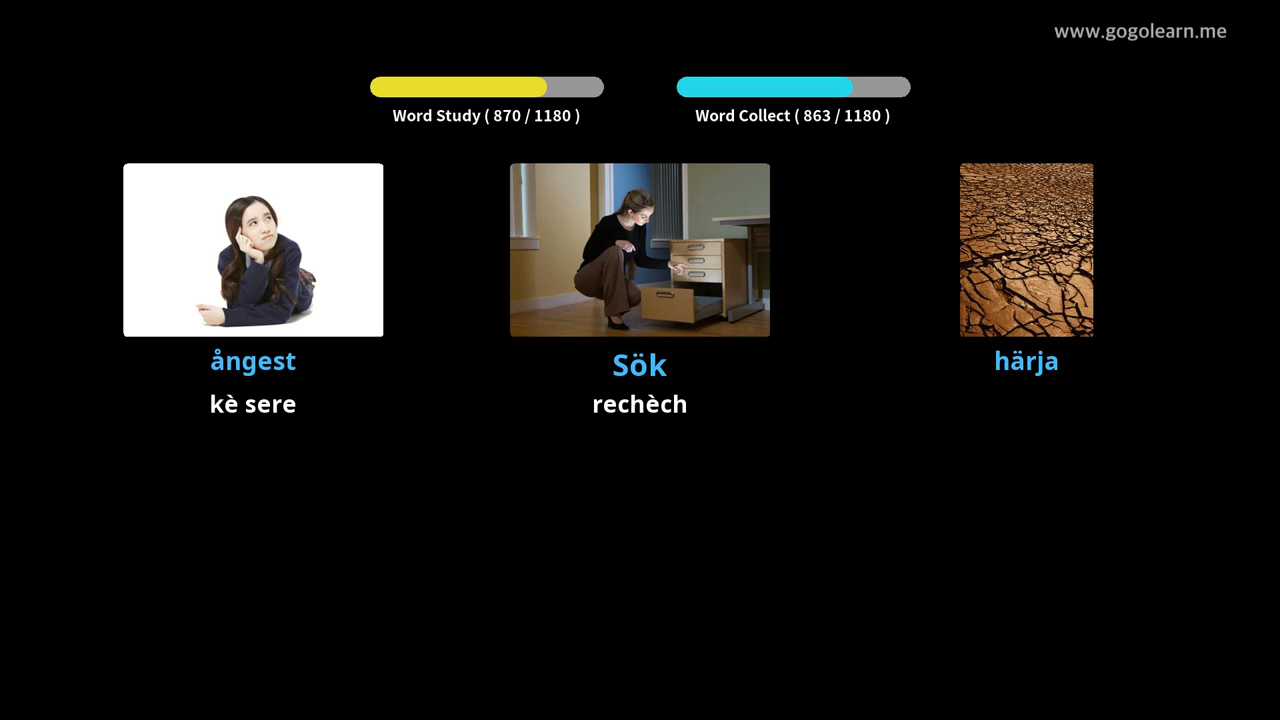 www.gogolearn.me
Word Study ( 870 / 1180 )
Word Collect ( 863 / 1180 )
ångest
Sök
härja
kè sere
rechèch